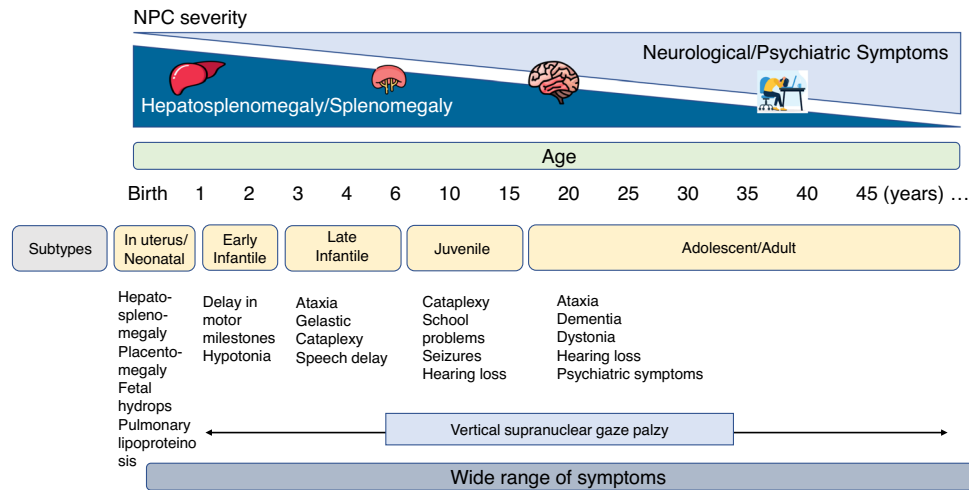 NPC severity
Neurological/Psychiatric Symptoms
Hepatosplenomegaly/Splenomegaly
Age
Birth 1 2 3 4 6 10 15 20 25 30 35 40 45 (years) …
Subtypes
In uterus/
Neonatal
Early
Infantile
Late
Infantile
Juvenile
Adolescent/Adult
Hepato-
spleno-
megaly
Placento-
megaly
Fetal
hydrops
Pulmonary
lipoproteino
sis
Delay in
motor
milestones
Hypotonia
Ataxia
Gelastic
Cataplexy
Speech delay
Cataplexy
School
problems
Seizures
Hearing loss
Ataxia
Dementia
Dystonia
Hearing loss
Psychiatric symptoms
Vertical supranuclear gaze palzy
Wide range of symptoms